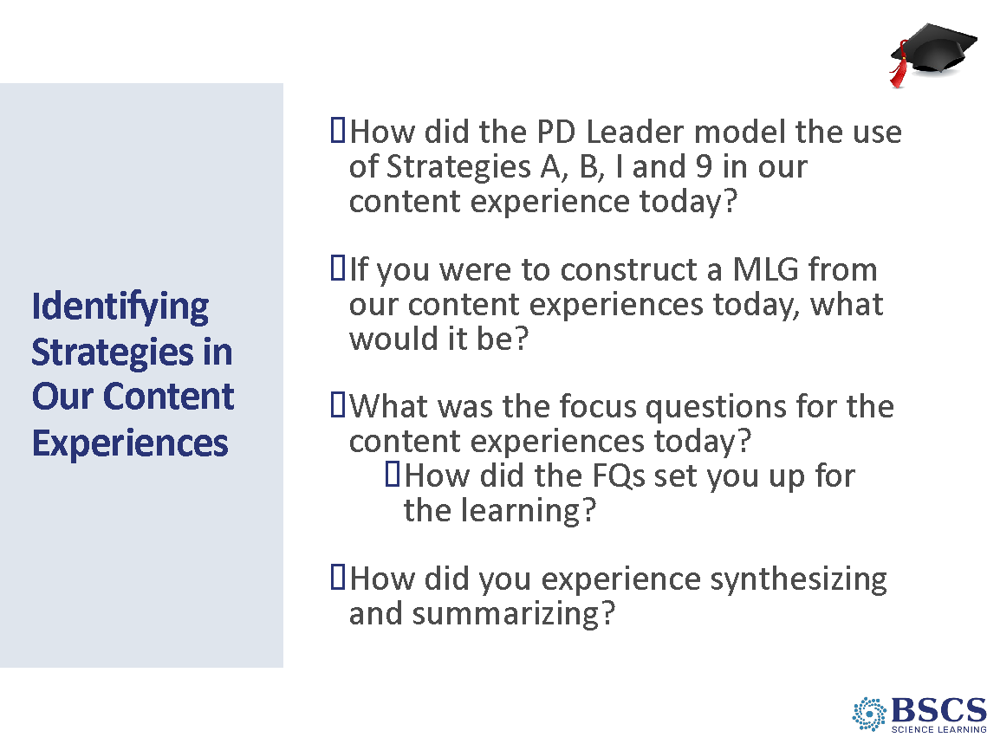 Identifying
Strategies in
Our Content
Experiences
How did the PD Leader model the use
of Strategies A, B, I and 9 in our
content experience today?
If you were to construct a MLG from
our content experiences today, what
would it be?
What was the focus questions for the
content experiences today?
How did the FQs set you up for
the learning?
How did you experience synthesizing
and summarizing?
BSCS
SCIENCE LEARNING